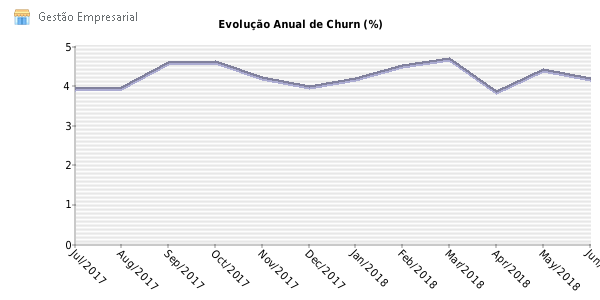 Gestão Empresarial
Evolução Anual de Churn (%)
5
4
3
2
1
0
Jul/2017
Aug/2017
Sep/2017
Oct/2017
Nov/2017
Dec/2017
Jan/2018
Feb/2018
Mar/2018
Apr/2018
May/2018
Jun/